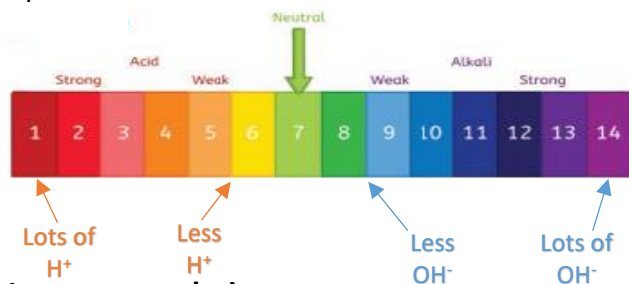 Neutral
Acid Alkali
Strong Weak Weak Strong
1 2 3 4 5 6 7 8 9 10 11 12 13 14
Lots of H⁺
Less H⁺
Less OH⁻
Lots of OH⁻